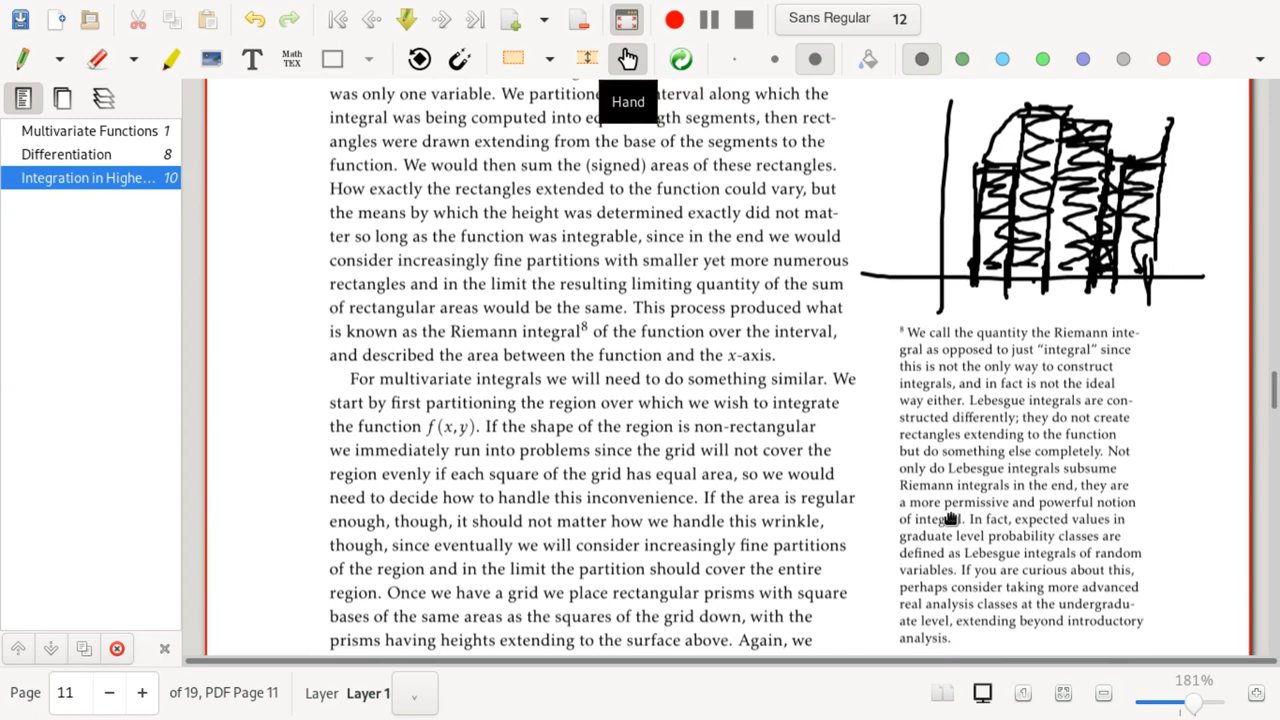 Sans Regular 12
T
Math
TEX
Hand
Multivariate Functions 1
Differentiation 8
Integration in Highe... 10
was only one variable. We partitione nterval along which the
integral was being computed into eq gth segments, then rect-
angles were drawn extending from the base of the segments to the
function. We would then sum the (signed) areas of these rectangles.
How exactly the rectangles extended to the function could vary, but
the means by which the height was determined exactly did not mat-
ter so long as the function was integrable, since in the end we would
consider increasingly fine partitions with smaller yet more numerous
rectangles and in the limit the resulting limiting quantity of the sum
of rectangular areas would be the same. This process produced what
is known as the Riemann integral⁸ of the function over the interval,
and described the area between the function and the x-axis.
For multivariate integrals we will need to do something similar. We
start by first partitioning the region over which we wish to integrate
the function f(x,y). If the shape of the region is non-rectangular
we immediately run into problems since the grid will not cover the
region evenly if each square of the grid has equal area, so we would
need to decide how to handle this inconvenience. If the area is regular
enough, though, it should not matter how we handle this wrinkle,
though, since eventually we will consider increasingly fine partitions
of the region and in the limit the partition should cover the entire
region. Once we have a grid we place rectangular prisms with square
bases of the same areas as the squares of the grid down, with the
prisms having heights extending to the surface above. Again, we
⁸ We call the quantity the Riemann inte-
gral as opposed to just “integral” since
this is not the only way to construct
integrals, and in fact is not the ideal
way either. Lebesgue integrals are con-
structed differently; they do not create
rectangles extending to the function
but do something else completely. Not
only do Lebesgue integrals subsume
Riemann integrals in the end, they are
a more permissive and powerful notion
of integral. In fact, expected values in
graduate level probability classes are
defined as Lebesgue integrals of random
variables. If you are curious about this,
perhaps consider taking more advanced
real analysis classes at the undergradu-
ate level, extending beyond introductory
analysis.
Page 11 of 19, PDF Page 11 Layer Layer 1 181%